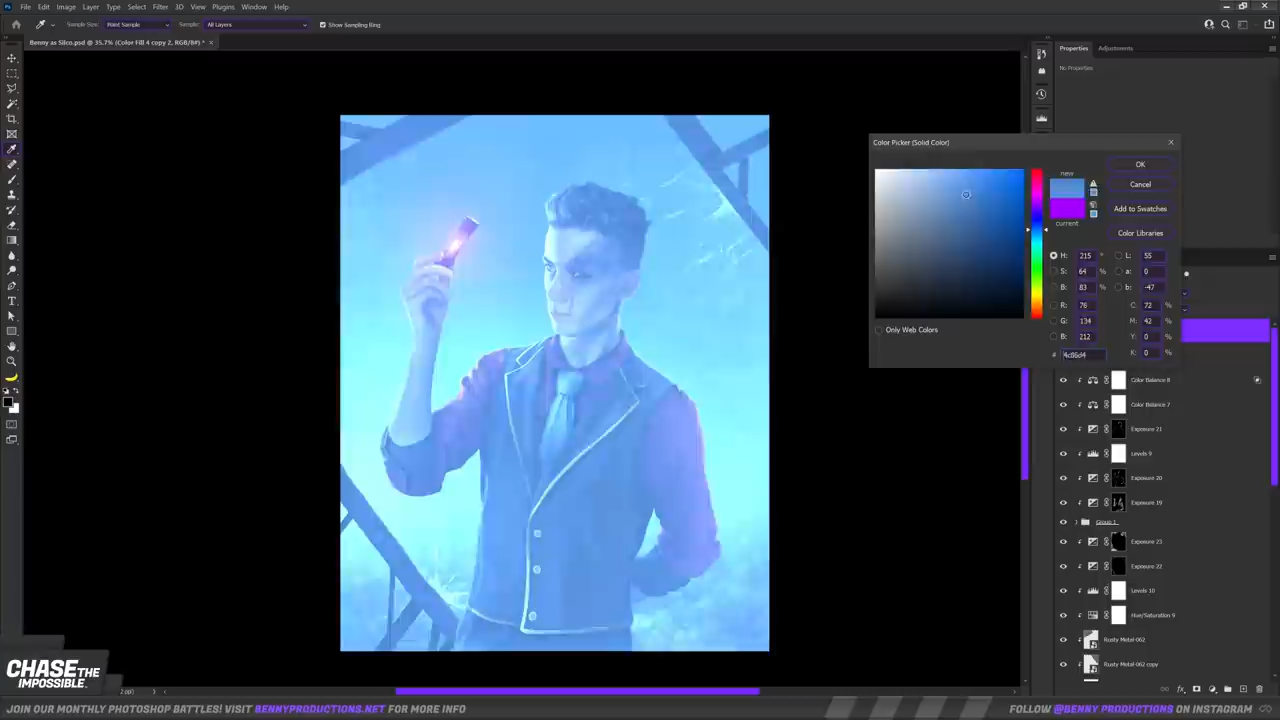 File Edit Image Layer Type Select Filter 3D View Plugins Window Help
Sample Size: Point Sample Sample: All Layers Show Sampling Ring
Benny as Silco.psd @ 35.7% (Color Fill 4 copy 2, RGB/8#) *
Properties Adjustments
No Properties
Color Picker (Solid Color)
new
current
OK
Cancel
Add to Swatches
Color Libraries
H: 215 °
S: 64 %
B: 83 %
R: 76
G: 134
B: 212
# 4c86d4
L: 55
a: 0
b: -47
C: 72 %
M: 42 %
Y: 0 %
K: 0 %
Only Web Colors
Color Balance 8
Color Balance 7
Exposure 21
Levels 9
Exposure 20
Exposure 19
Group 1
Exposure 23
Exposure 22
Levels 10
Hue/Saturation 9
Rusty Metal-062
Rusty Metal-062 copy
CHASE THE
IMPOSSIBLE.
JOIN OUR MONTHLY PHOTOSHOP BATTLES! VISIT BENNYPRODUCTIONS.NET FOR MORE INFO
FOLLOW @BENNY PRODUCTIONS ON INSTAGRAM